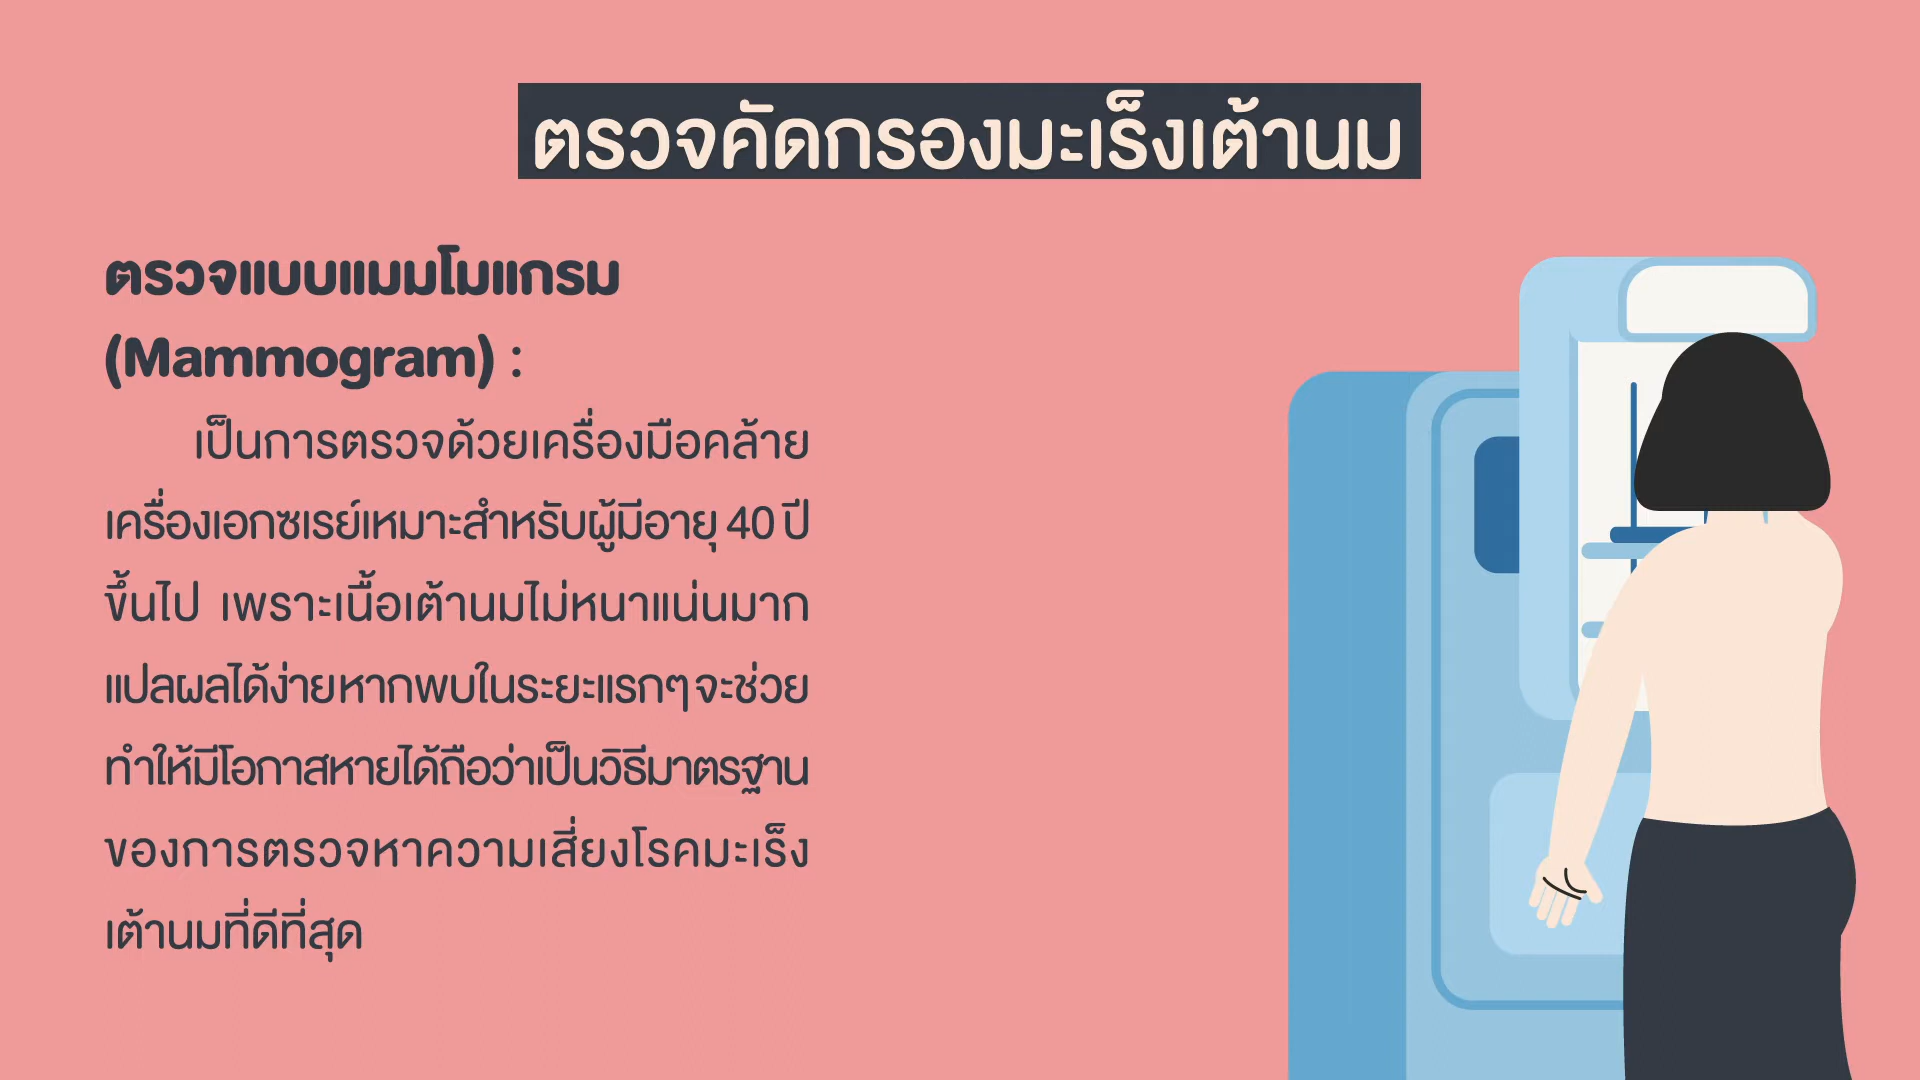 ตรวจคัดกรองมะเร็งเต้านม
ตรวจแบบแมมโมแกรม
(Mammogram) :
เป็นการตรวจด้วยเครื่องมือคล้าย
เครื่องเอกซเรย์เหมาะสำหรับผู้มีอายุ 40 ปี
ขึ้นไป เพราะเนื้อเต้านมไม่หนาแน่นมาก
แปลผลได้ง่ายหากพบในระยะแรกๆ จะช่วย
ทำให้มีโอกาสหายได้ถือว่าเป็นวิธีมาตรฐาน
ของการตรวจหาความเสี่ยงโรคมะเร็ง
เต้านมที่ดีที่สุด